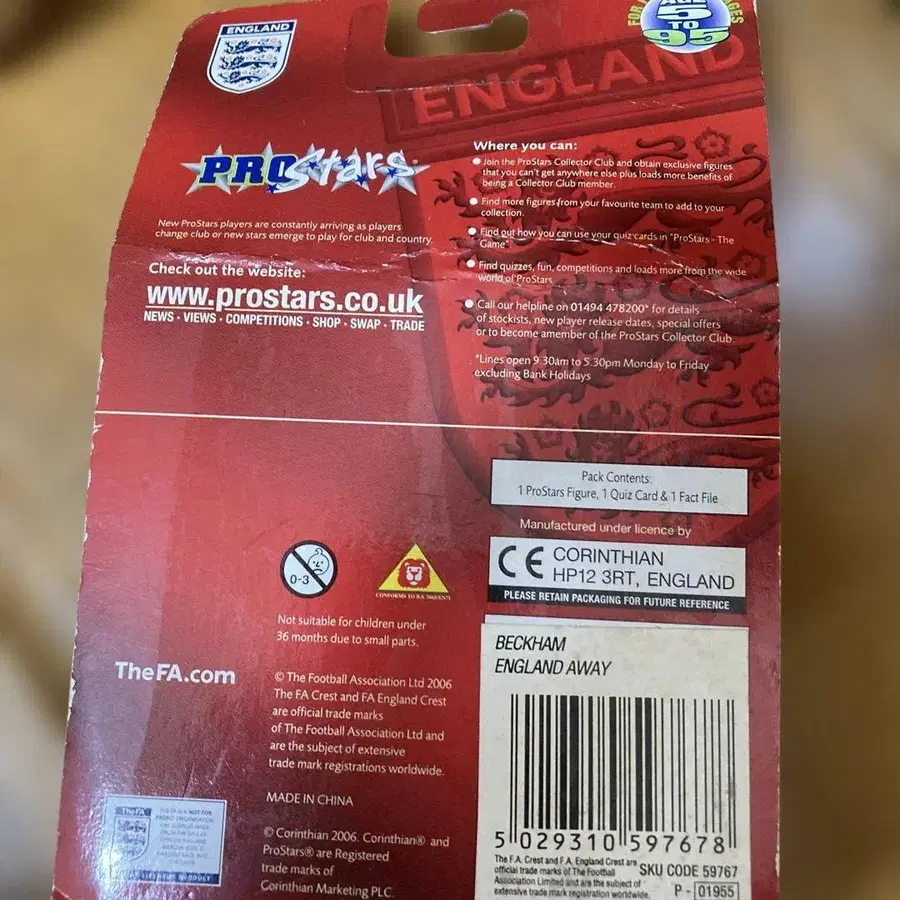 ENGLAND
FOR
AGES
AGE
5
TO
95
ENGLAND
PROStars
New ProStars players are constantly arriving as players
change club or new stars emerge to play for club and country.
Check out the website:
www.prostars.co.uk
NEWS · VIEWS · COMPETITIONS · SHOP · SWAP · TRADE
Where you can:
Join the ProStars Collector Club and obtain exclusive figures
that you can't get anywhere else plus loads more benefits of
being a Collector Club member.
Find more figures from your favourite team to add to your
collection.
Find out how you can use your quiz cards in "ProStars - The
Game"
Find quizzes, fun, competitions and loads more from the wide
world of ProStars
Call our helpline on 01494 478200* for details
of stockists, new player release dates, special offers
or to become amember of the ProStars Collector Club.
*Lines open 9.30am to 5.30pm Monday to Friday
excluding Bank Holidays
Pack Contents:
1 ProStars Figure, 1 Quiz Card & 1 Fact File
Manufactured under licence by
CE CORINTHIAN
HP12 3RT, ENGLAND
PLEASE RETAIN PACKAGING FOR FUTURE REFERENCE
0-3
CONFORMS TO B.S.
Not suitable for children under
36 months due to small parts.
TheFA.com
© The Football Association Ltd 2006
The FA Crest and FA England Crest
are official trade marks
of The Football Association Ltd and
are the subject of extensive
trade mark registrations worldwide.
MADE IN CHINA
© Corinthian 2006. Corinthian® and
ProStars® are Registered
trade marks of
Corinthian Marketing PLC.
TheFA
PRODUCT
BECKHAM
ENGLAND AWAY
5 029310 597678
The F.A. Crest and F.A. England Crest are
official trade marks of The Football
Association Limited and are the subject of
extensive trade mark registration worldwide.
SKU CODE 59767
P - 01955